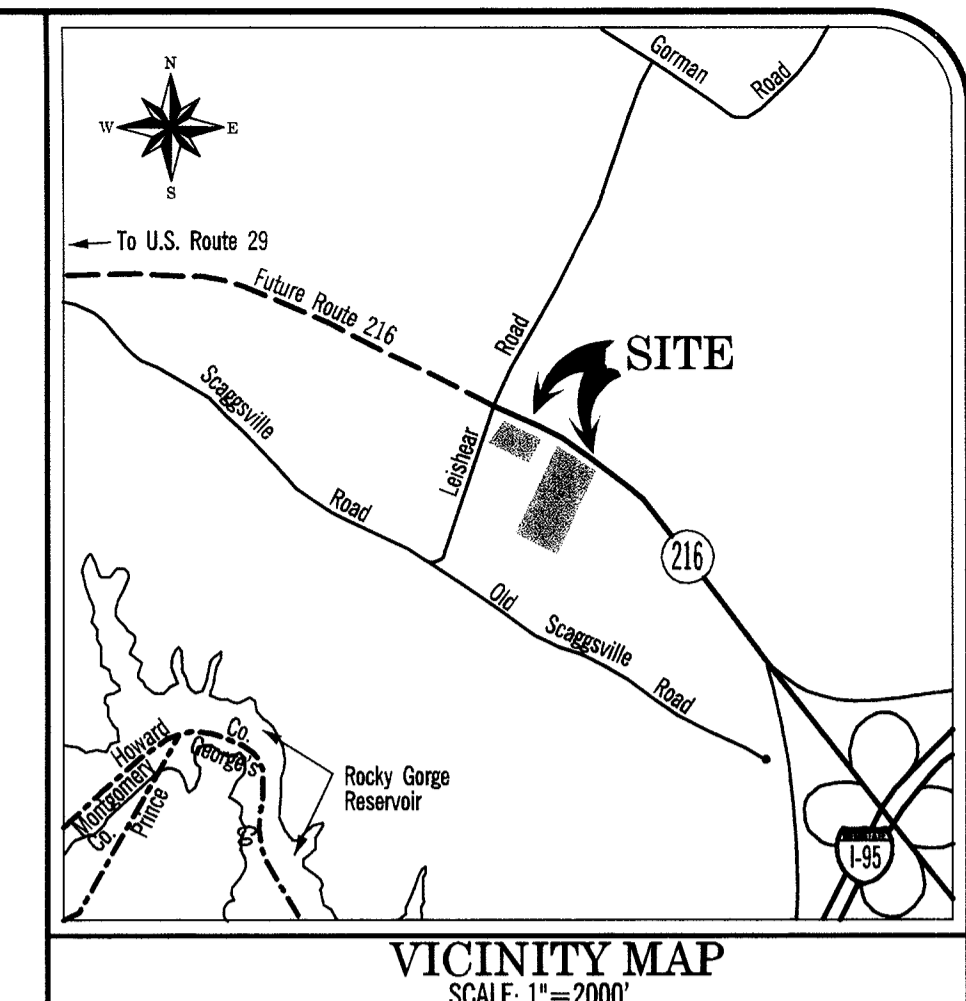 N
W E
S
Gorman
Road
To U.S. Route 29
Future Route 216
Road
SITE
Scaggsville
Road
Leishear
216
Old
Scaggsville
Road
Howard
Co.
George's
Montgomery
Co.
Prince
Rocky Gorge
Reservoir
INTERSTATE
I-95
VICINITY MAP
SCALE: 1"=2000'